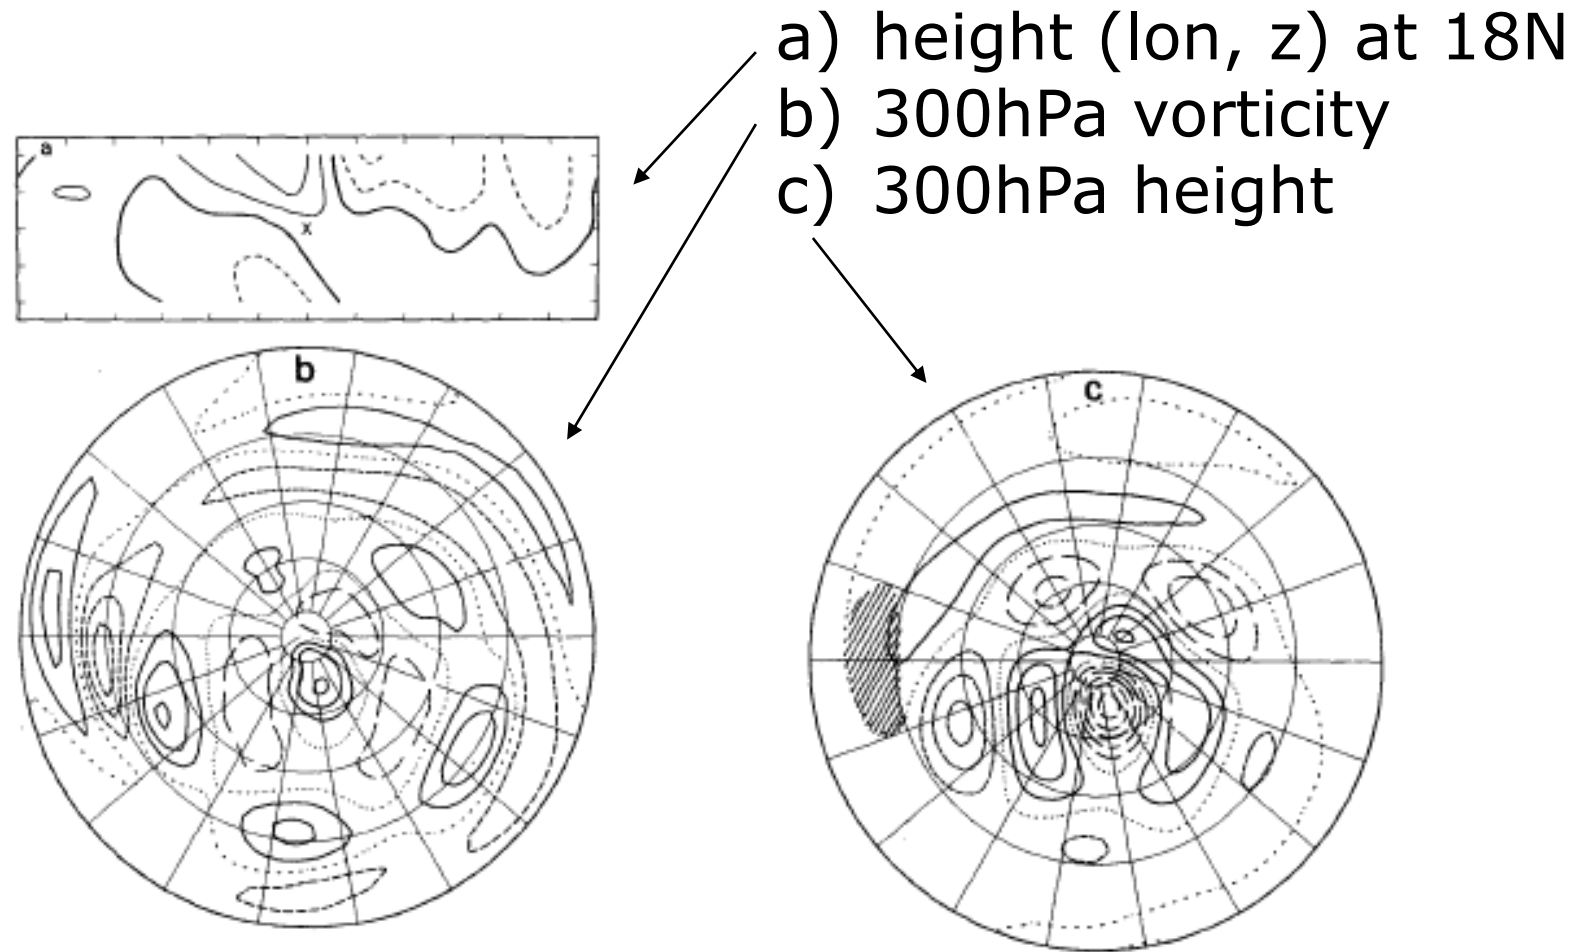 a) height (lon, z) at 18N
b) 300hPa vorticity
c) 300hPa height
a
x
b
c